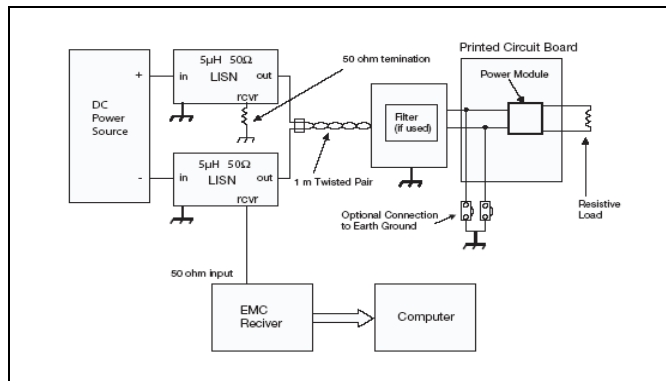 Printed Circuit Board
Power Module
50 ohm temination
5µH 50Ω
LISN
in
out
rcvr
+
DC
Power
Source
-
5µH 50Ω
LISN
in
out
rcvr
1 m Twisted Pair
Filter
(if used)
Optional Connection
to Earth Ground
Resistive
Load
50 ohm input
EMC
Reciver
Computer